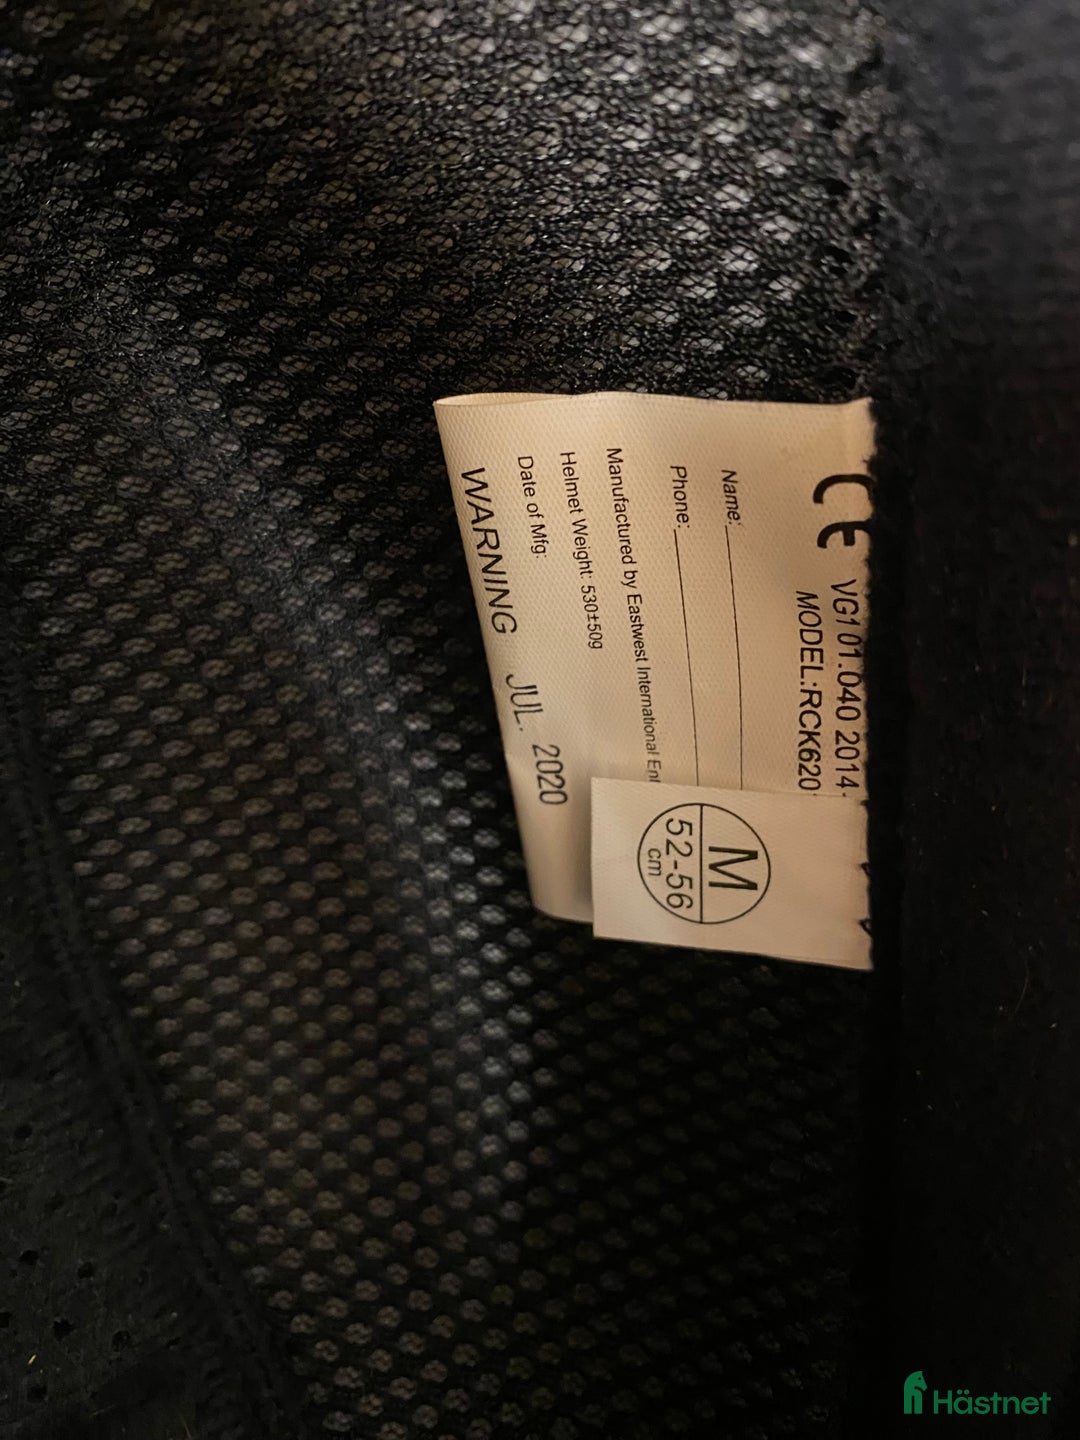 CE VG1 01.040 2014-
MODEL:RCK620
Name:
Phone:
Manufactured by Eastwest International
Helmet Weight: 530±50g
Date of Mfg:
WARNING JUL. 2020
M
52-56
cm
Hästnet